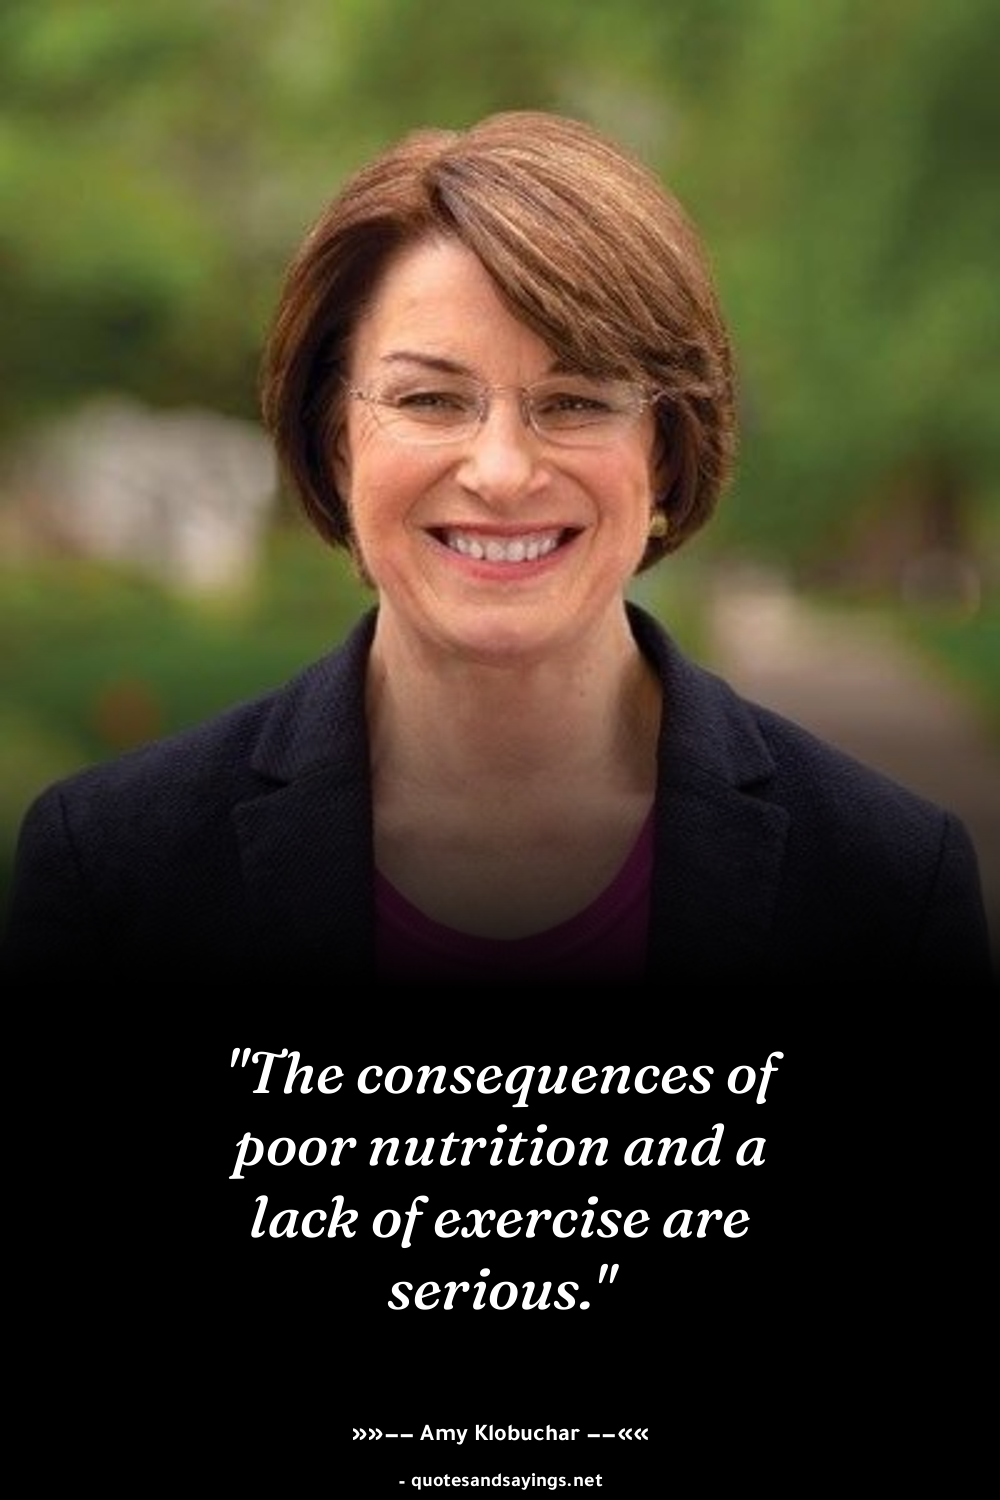 "The consequences of
poor nutrition and a
lack of exercise are
serious."
»»–– Amy Klobuchar ––««
- quotesandsayings.net